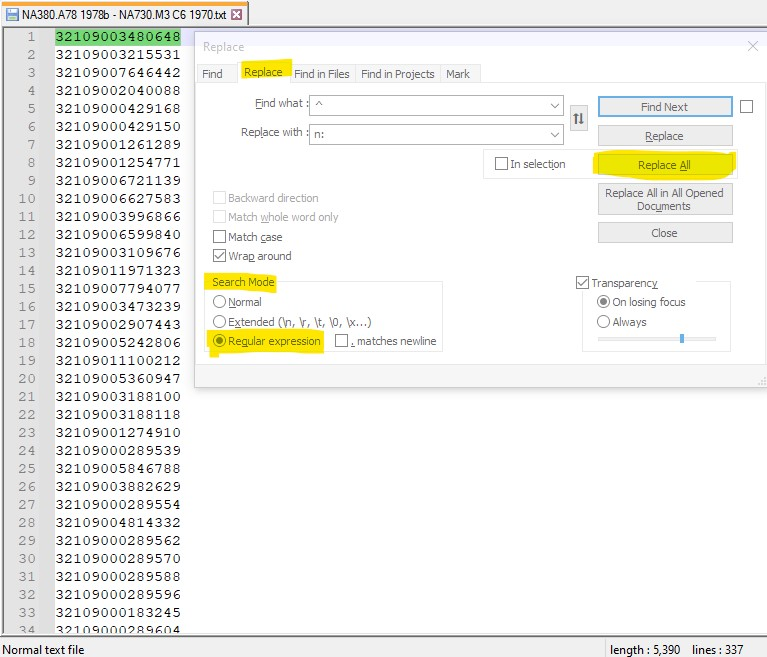 NA380.A78 1978b - NA730.M3 C6 1970.txt
1 32109003480648
2 32109003215531
3 32109007646442
4 32109002040088
5 32109000429168
6 32109000429150
7 32109001261289
8 32109001254771
9 32109006721139
10 32109006627583
11 32109003996866
12 32109006599840
13 32109003109676
14 32109011971323
15 32109007794077
16 32109003473239
17 32109002907443
18 32109005242806
19 32109011100212
20 32109005360947
21 32109003188100
22 32109003188118
23 32109001274910
24 32109000289539
25 32109005846788
26 32109003882629
27 32109000289554
28 32109004814332
29 32109000289562
30 32109000289570
31 32109000289588
32 32109000289596
33 32109000183245
34 32109000289604
Replace
Find Replace Find in Files Find in Projects Mark
Find what : ^
Find Next
Replace with : n:
Replace
In selection
Replace All
Backward direction
Replace All in All Opened
Documents
Match whole word only
Match case
Close
Wrap around
Search Mode
Transparency
Normal
On losing focus
Extended (\n, \r, \t, \0, \x...)
Always
Regular expression
. matches newline
Normal text file
length : 5,390 lines : 337